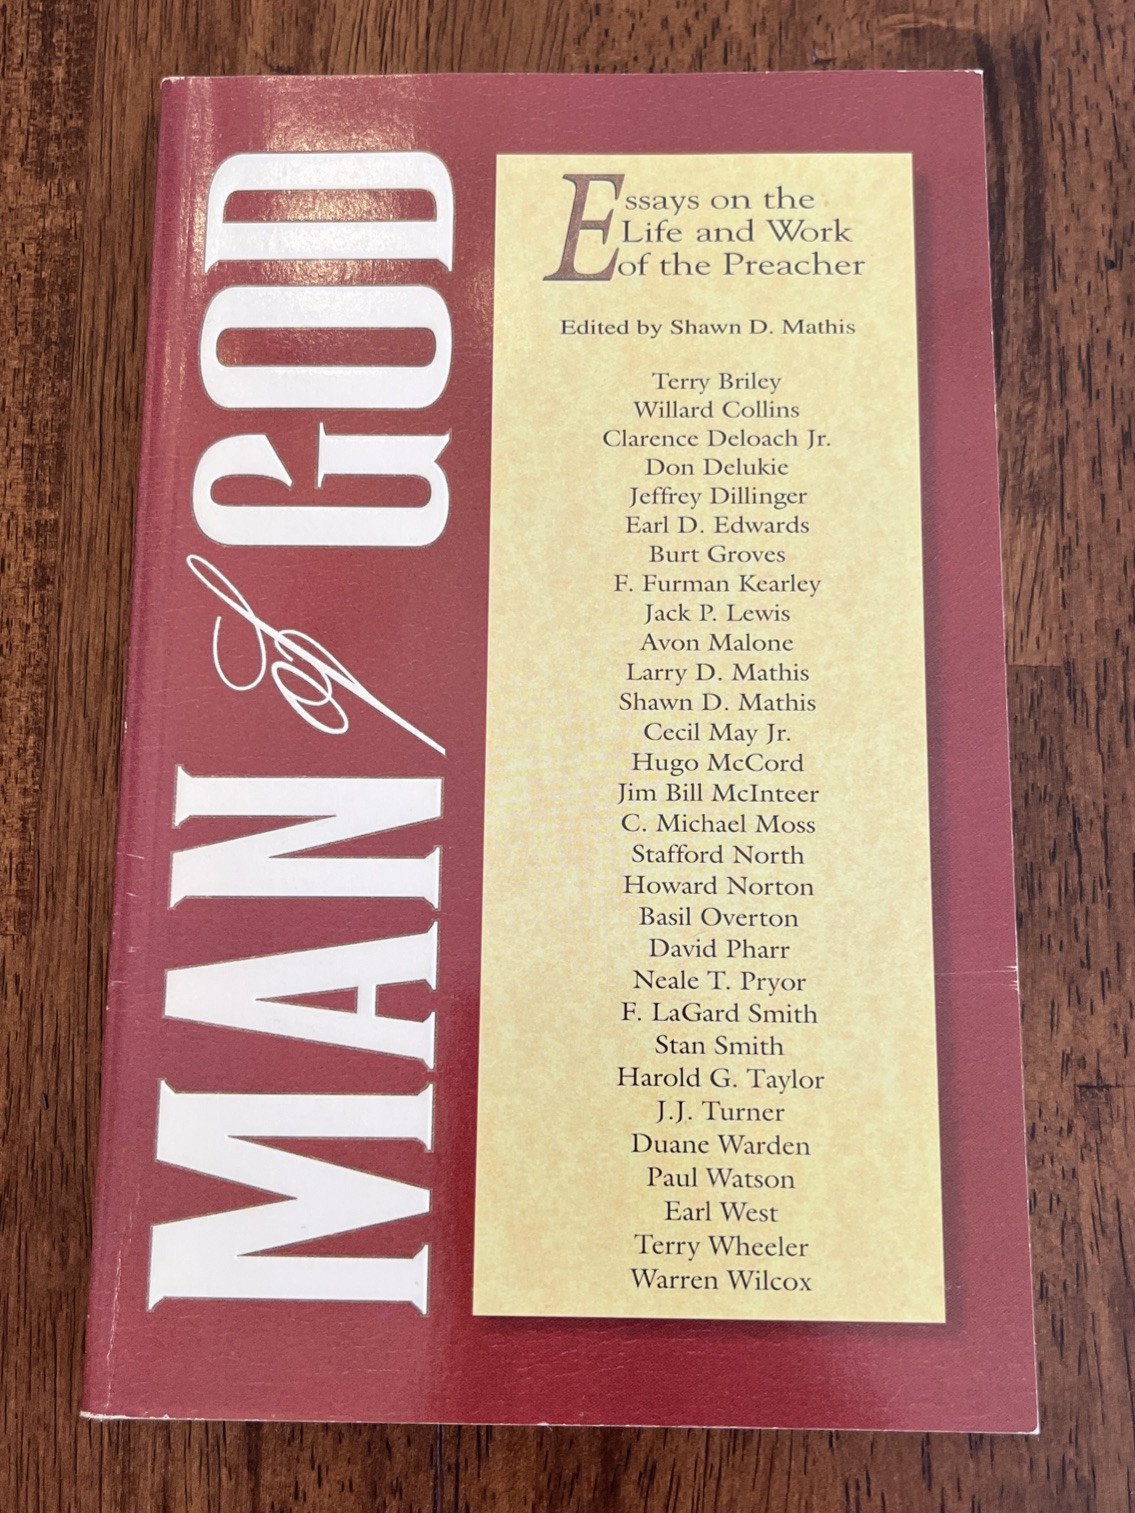 MAN of GOD
Essays on the
Life and Work
of the Preacher
Edited by Shawn D. Mathis
Terry Briley
Willard Collins
Clarence Deloach Jr.
Don Delukie
Jeffrey Dillinger
Earl D. Edwards
Burt Groves
F. Furman Kearley
Jack P. Lewis
Avon Malone
Larry D. Mathis
Shawn D. Mathis
Cecil May Jr.
Hugo McCord
Jim Bill McInteer
C. Michael Moss
Stafford North
Howard Norton
Basil Overton
David Pharr
Neale T. Pryor
F. LaGard Smith
Stan Smith
Harold G. Taylor
J.J. Turner
Duane Warden
Paul Watson
Earl West
Terry Wheeler
Warren Wilcox